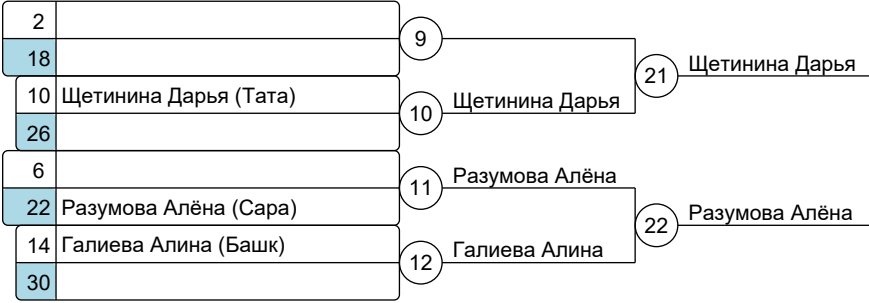 2
9
18
21 Щетинина Дарья
10 Щетинина Дарья (Тата)
10 Щетинина Дарья
26
6
11 Разумова Алёна
22 Разумова Алёна (Сара)
22 Разумова Алёна
14 Галиева Алина (Башк)
12 Галиева Алина
30